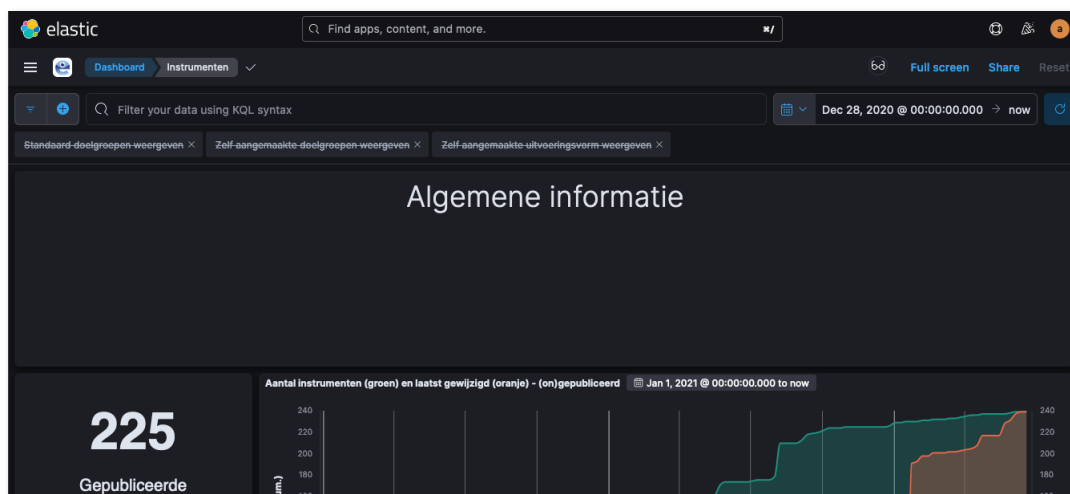 elastic
Find apps, content, and more.
⌘/
a
Dashboard
Instrumenten
Full screen
Share
Reset
Filter your data using KQL syntax
Dec 28, 2020 @ 00:00:00.000 → now
Standaard doelgroepen weergeven ×
Zelf aangemaakte doelgroepen weergeven ×
Zelf aangemaakte uitvoeringsvorm weergeven ×
Algemene informatie
225
Gepubliceerde
Aantal instrumenten (groen) en laatst gewijzigd (oranje) - (on)gepubliceerd
Jan 1, 2021 @ 00:00:00.000 to now
240
220
200
180
240
220
200
180